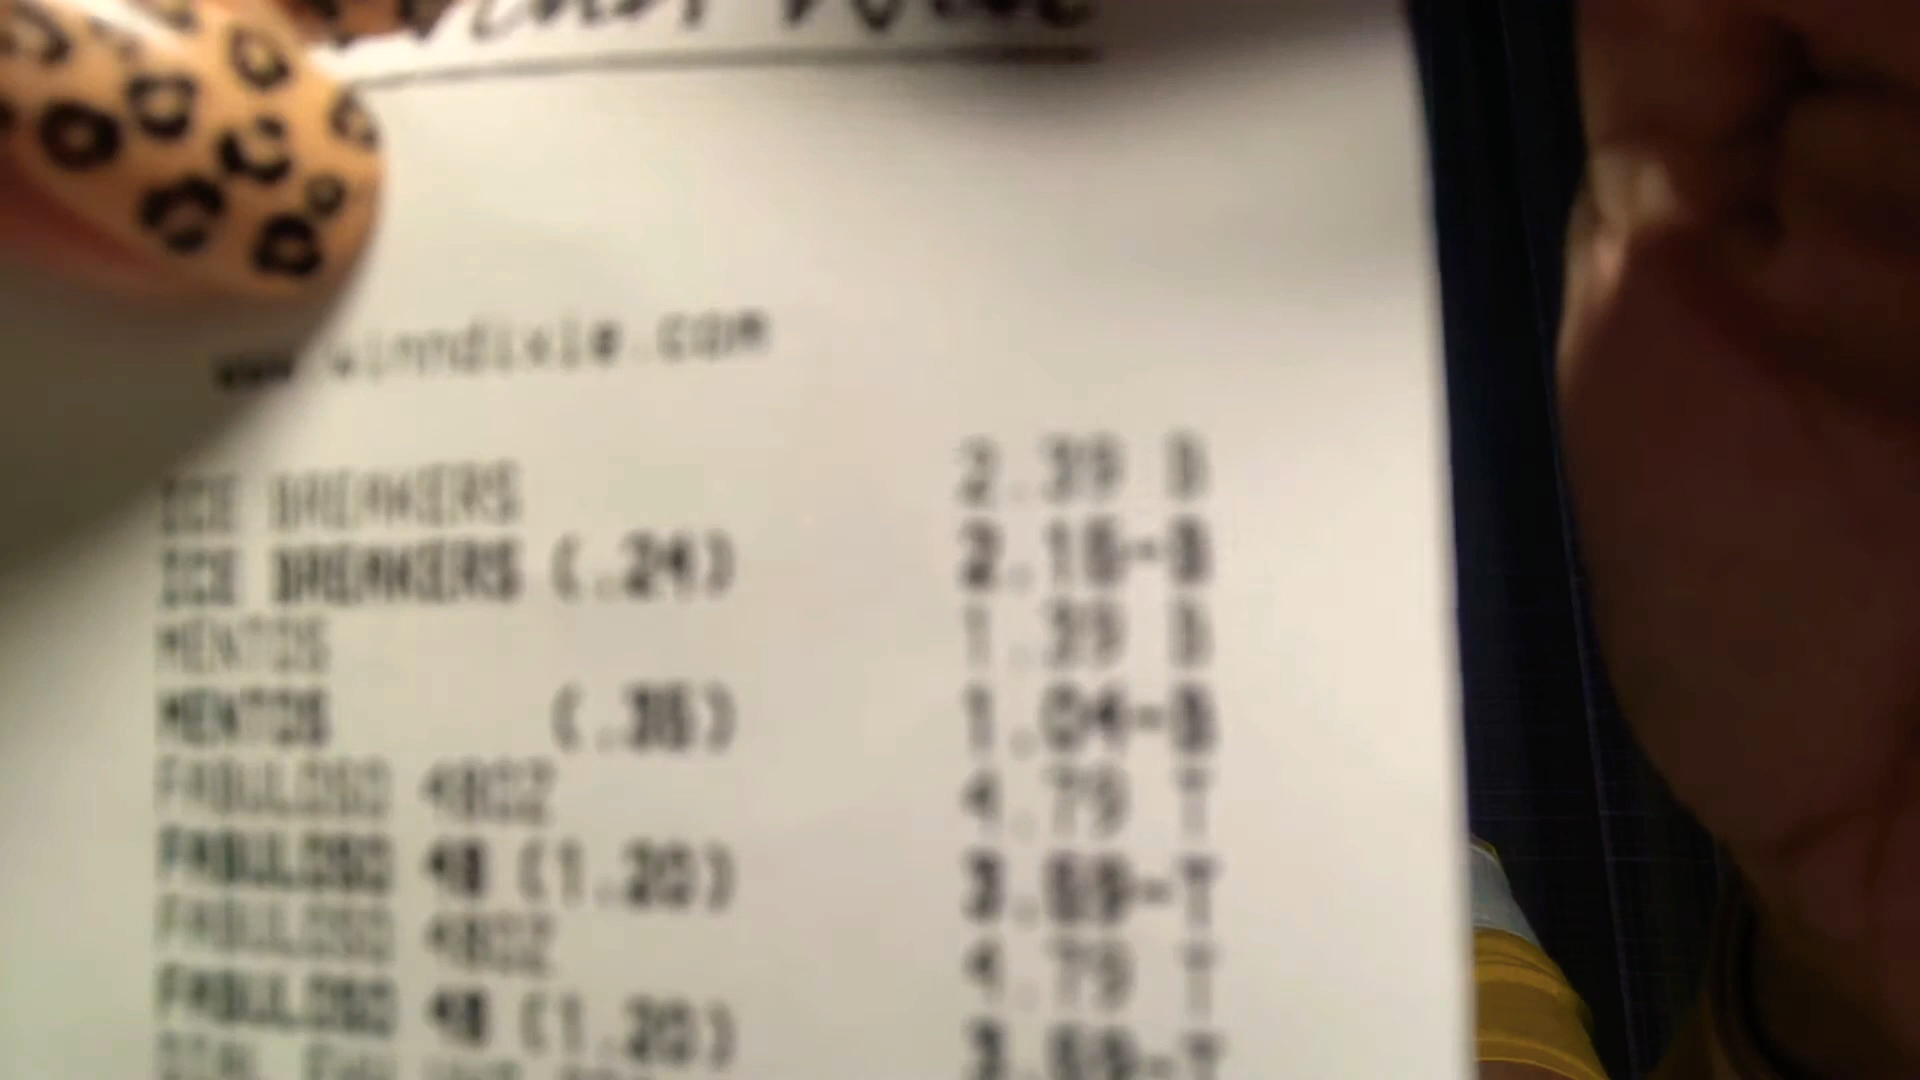 www.winndixie.com
ICE BREAKERS 2.39 B
ICE BREAKERS (.24) 2.15-B
MENTOS 1.39 B
MENTOS (.35) 1.04-B
FABULOSO 48OZ 4.79 T
FABULOSO 48 (1.20) 3.59-T
FABULOSO 48OZ 4.79 T
FABULOSO 48 (1.20) 3.59-T